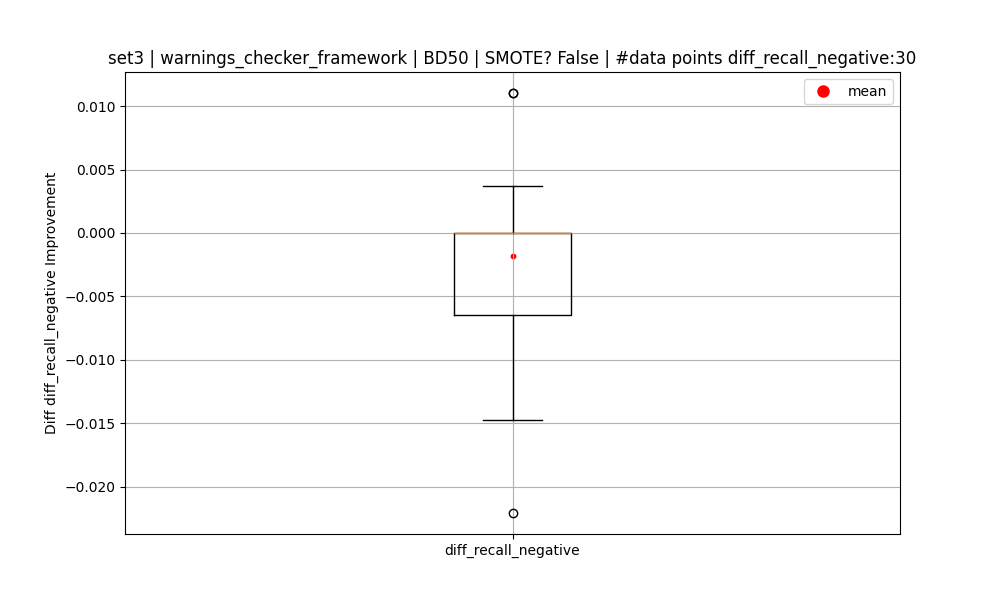 set3 | warnings_checker_framework | BD50 | SMOTE? False | #data points diff_recall_negative:30
mean
0.010
0.005
0.000
−0.005
−0.010
−0.015
−0.020
Diff diff_recall_negative Improvement
diff_recall_negative